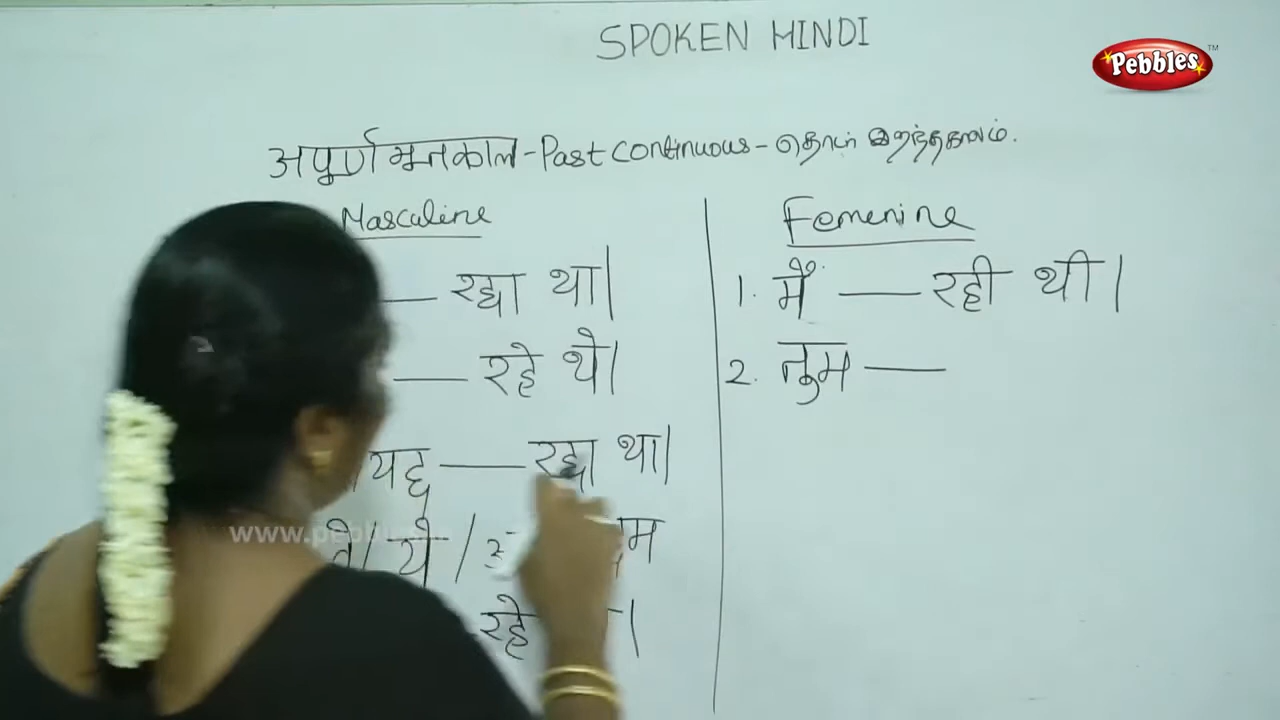 SPOKEN HINDI
Pebbles TM
अपूर्ण भूतकाल - Past Continuous - தொடர் இறந்தகாலம்.
Masculine
— रहा था।
— रहे थे।
यह — रहा था।
वे / ये /
रहे
Femenine
1. मैं — रही थी।
2. तुम —
www.pebbles